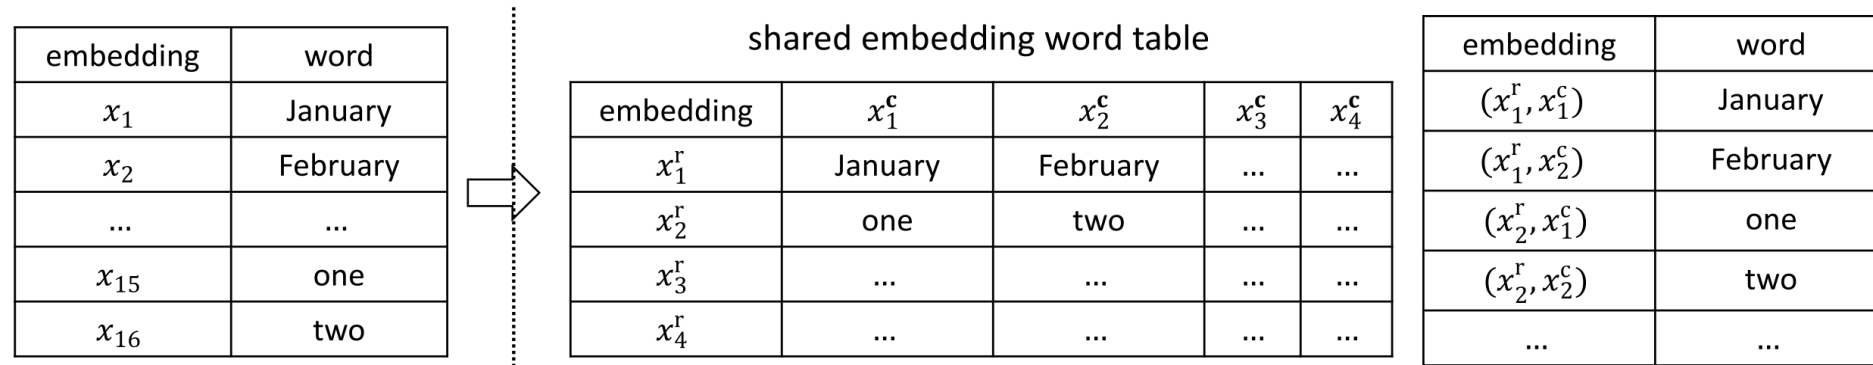 embedding word
x₁ January
x₂ February
... ...
x₁₅ one
x₁₆ two
shared embedding word table
embedding x₁ᶜ x₂ᶜ x₃ᶜ x₄ᶜ
x₁ʳ January February ... ...
x₂ʳ one two ... ...
x₃ʳ ... ... ... ...
x₄ʳ ... ... ... ...
embedding word
(x₁ʳ, x₁ᶜ) January
(x₁ʳ, x₂ᶜ) February
(x₂ʳ, x₁ᶜ) one
(x₂ʳ, x₂ᶜ) two
... ...